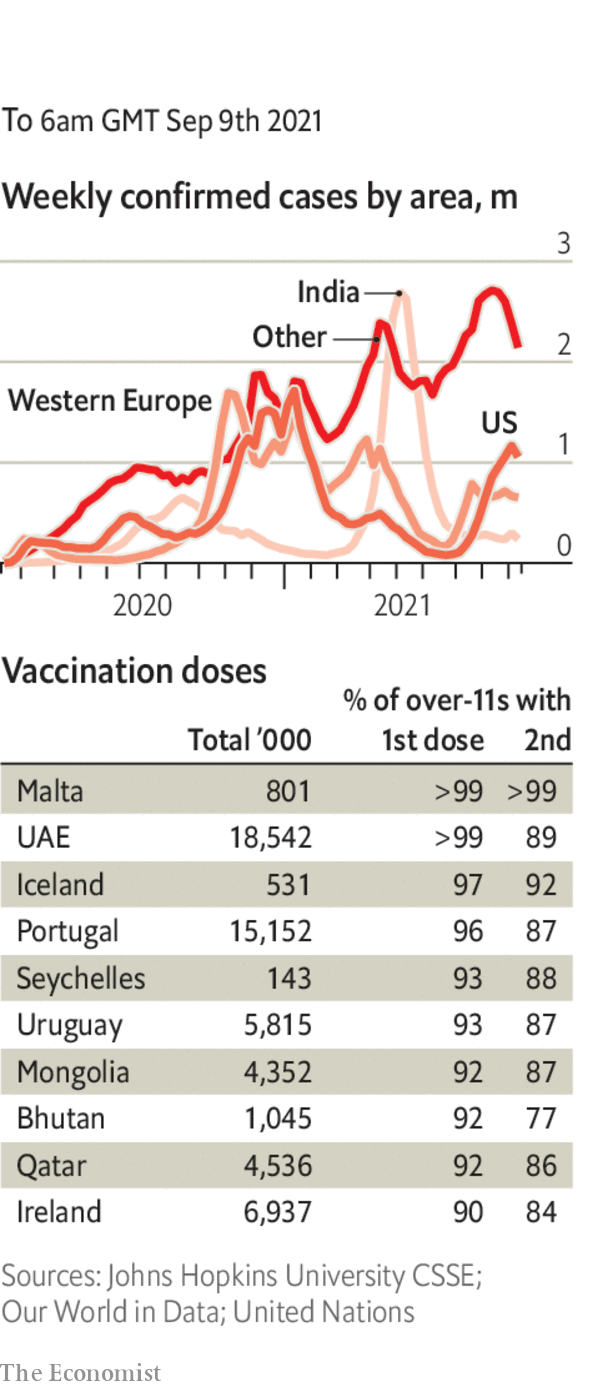 To 6am GMT Sep 9th 2021
Weekly confirmed cases by area, m
3
India
Other
2
Western Europe
US
1
0
2020 2021
Vaccination doses
% of over-11s with
Total ’000 1st dose 2nd
Malta 801 >99 >99
UAE 18,542 >99 89
Iceland 531 97 92
Portugal 15,152 96 87
Seychelles 143 93 88
Uruguay 5,815 93 87
Mongolia 4,352 92 87
Bhutan 1,045 92 77
Qatar 4,536 92 86
Ireland 6,937 90 84
Sources: Johns Hopkins University CSSE;
Our World in Data; United Nations
The Economist